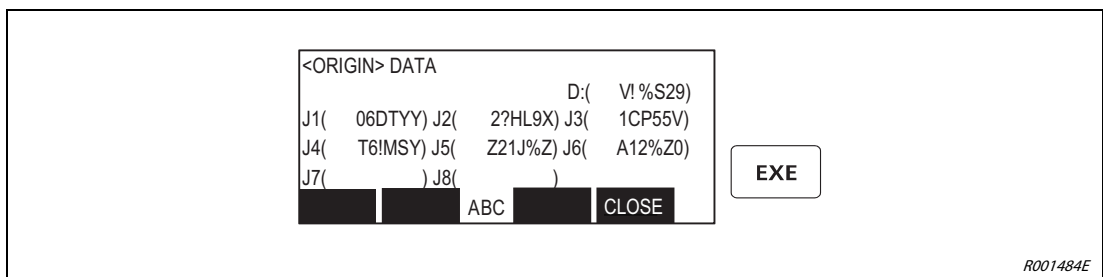 <ORIGIN> DATA
D:( V! %S29)
J1( 06DTYY) J2( 2?HL9X) J3( 1CP55V)
J4( T6!MSY) J5( Z21J%Z) J6( A12%Z0)
J7( ) J8( )
ABC CLOSE
EXE
R001484E